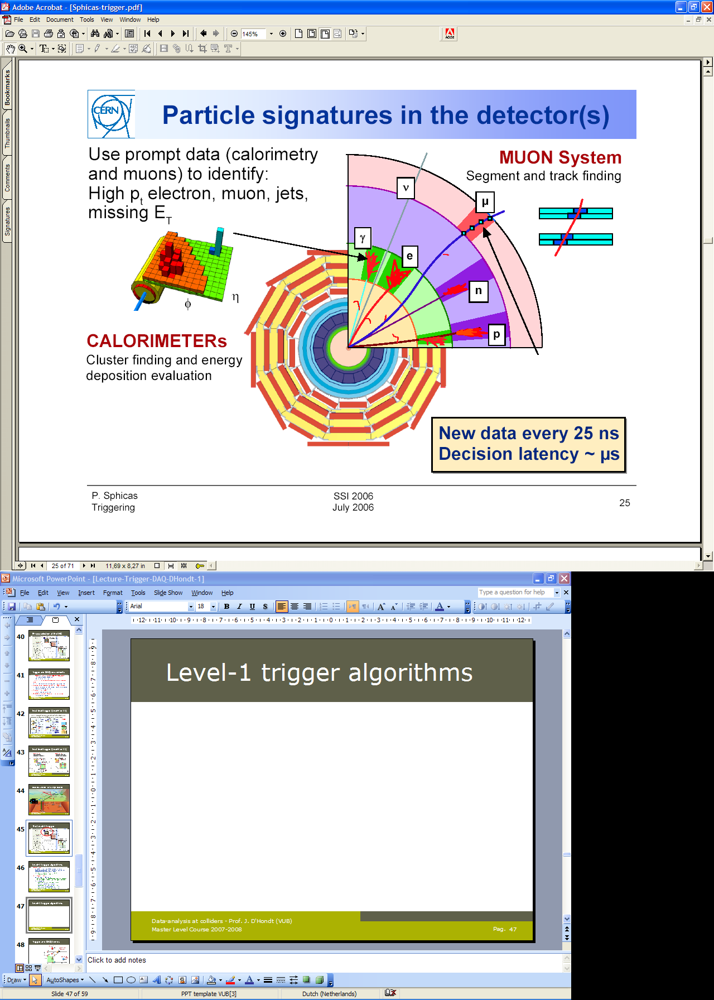 Adobe Acrobat - [Sphicas-trigger.pdf]
File Edit Document Tools View Window Help
145%
Adobe
Bookmarks
Thumbnails
Comments
Signatures
CERN
Particle signatures in the detector(s)
Use prompt data (calorimetry
and muons) to identify:
High pt electron, muon, jets,
missing ET
MUON System
Segment and track finding
ν
μ
γ
e
n
p
φ
η
CALORIMETERs
Cluster finding and energy
deposition evaluation
New data every 25 ns
Decision latency ~ μs
P. Sphicas
Triggering
SSI 2006
July 2006
25
25 of 71
11,69 x 8,27 in
Microsoft PowerPoint - [Lecture-Trigger-DAQ-DHondt-1]
File Edit View Insert Format Tools Slide Show Window Help
Type a question for help
Arial
18
B I U S
40
41
42
43
44
45
46
47
48
Level-1 trigger algorithms
Data-analysis at colliders - Prof. J. D'Hondt (VUB)
Master Level Course 2007-2008
Pag. 47
Click to add notes
Draw
AutoShapes
Slide 47 of 59
PPT template VUB[3]
Dutch (Netherlands)